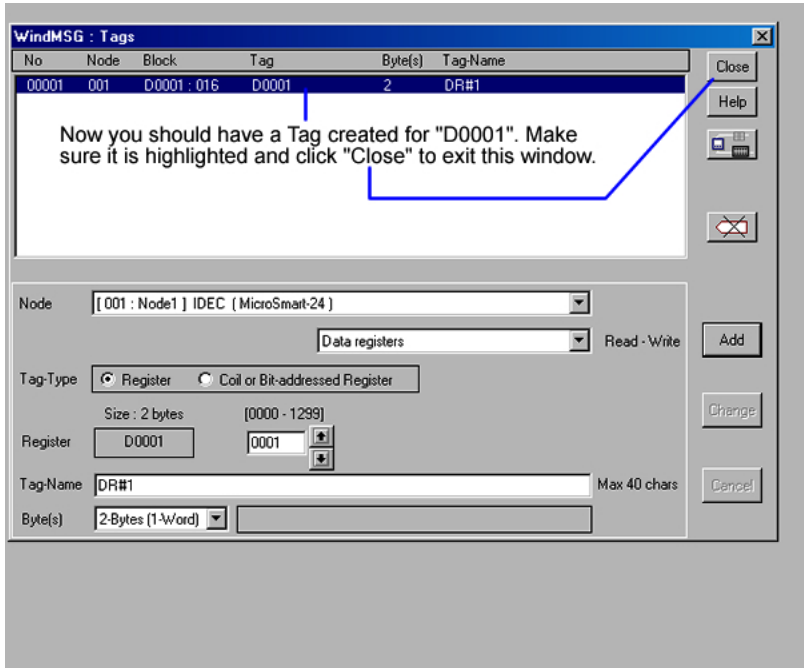 WindMSG : Tags
No Node Block Tag Byte(s) Tag-Name
Close
00001 001 D0001 : 016 D0001 2 DR#1
Help
Now you should have a Tag created for "D0001". Make
sure it is highlighted and click "Close" to exit this window.
Node [ 001 : Node1 ] IDEC ( MicroSmart-24 )
Data registers Read - Write Add
Tag-Type Register Coil or Bit-addressed Register
Size : 2 bytes [0000 - 1299] Change
Register D0001 0001
Tag-Name DR#1 Max 40 chars Cancel
Byte(s) 2-Bytes (1-Word)